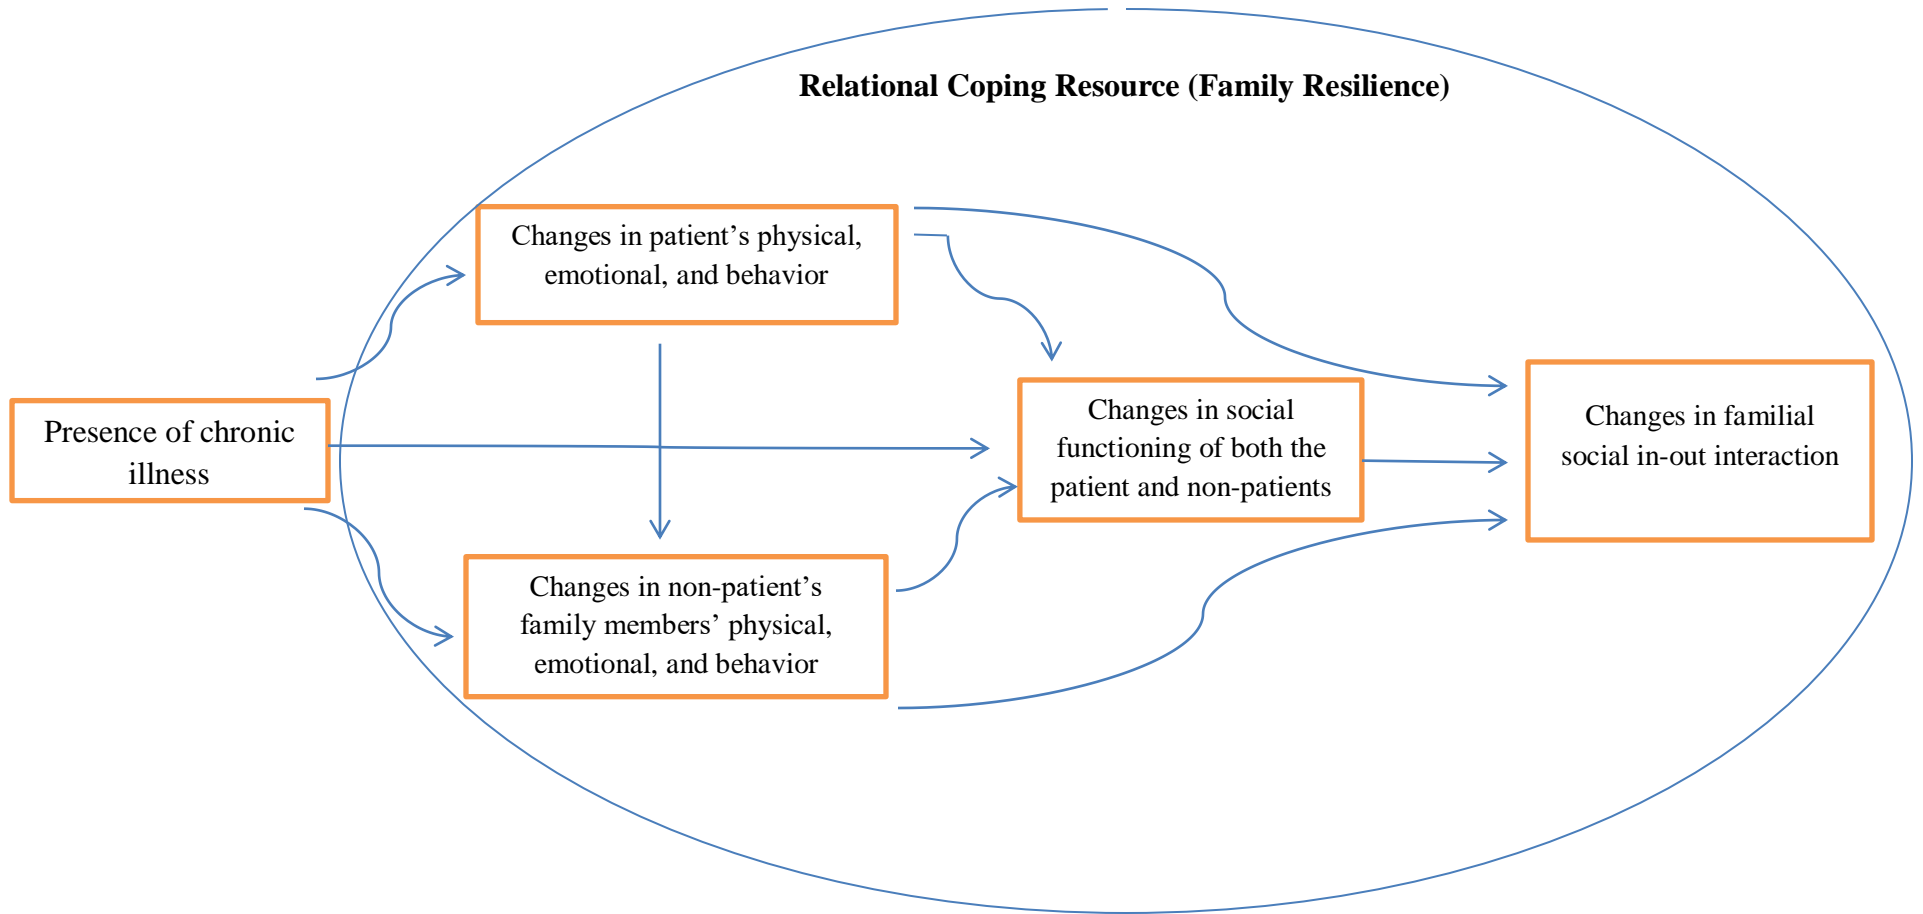 Relational Coping Resource (Family Resilience)
Changes in patient’s physical,
emotional, and behavior
Presence of chronic
illness
Changes in social
functioning of both the
patient and non-patients
Changes in familial
social in-out interaction
Changes in non-patient’s
family members’ physical,
emotional, and behavior